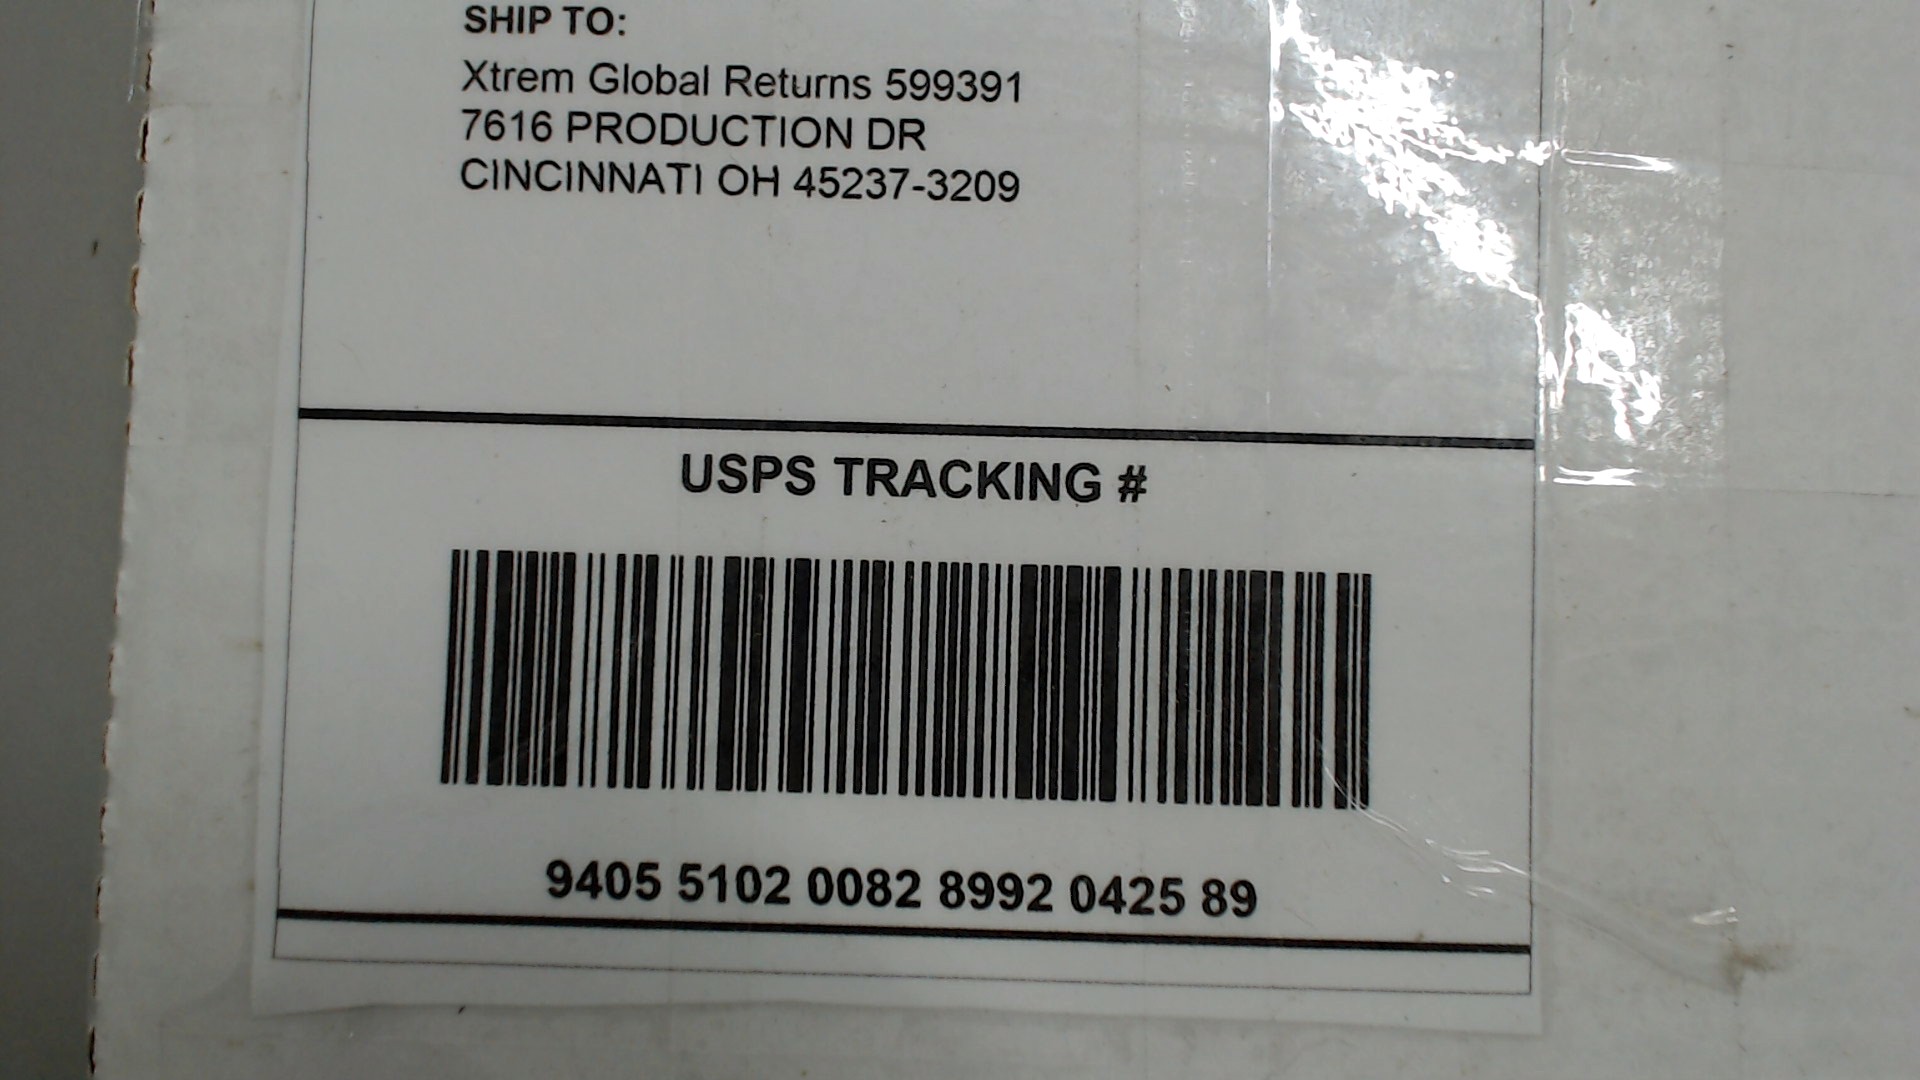 SHIP TO:
Xtrem Global Returns 599391
7616 PRODUCTION DR
CINCINNATI OH 45237-3209
USPS TRACKING #
9405 5102 0082 8992 0425 89